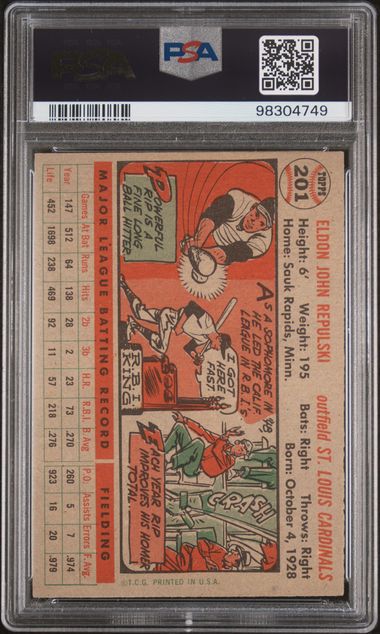 PSA
PSA
98304749
TOPPS
201
ELDON JOHN REPULSKI
outfield ST. LOUIS CARDINALS
Height: 6' Weight: 195 Bats: Right Throws: Right
Home: Sauk Rapids, Minn. Born: October 4, 1928
POWERFUL
RIP IS A
FINE LONG
BALL HITTER
AS A SOPHOMORE IN '48
HE LED THE CALIF.
LEAGUE IN R.B.I.'s
I GOT
HERE
FAST
R.B.I.
KING
CRASH
EACH YEAR RIP
IMPROVES HIS HOMER
TOTAL.
MAJOR LEAGUE BATTING RECORD FIELDING
Games At Bat Runs Hits 2b 3b H.R. R.B.I. B Avg. P.O. Assists Errors F. Avg.
Year 147 512 64 138 28 2 23 73 .270 260 5 7 .974
Life 452 1698 238 469 92 11 57 218 .276 923 16 20 .979
©T.C.G. PRINTED IN U.S.A.